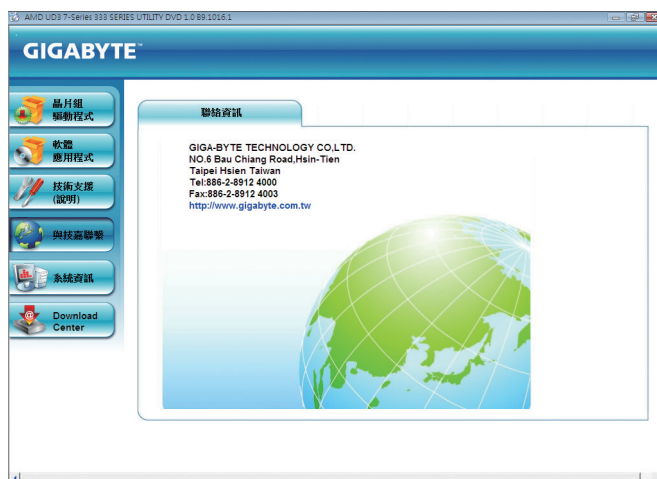 AMD UD3 7-Series 333 SERIES UTILITY DVD 1.0 B9.1016.1
GIGABYTE™
晶片組
驅動程式
軟體
應用程式
技術支援
(說明)
與技嘉聯繫
系統資訊
Download
Center
聯絡資訊
GIGA-BYTE TECHNOLOGY CO,LTD.
NO.6 Bau Chiang Road,Hsin-Tien
Taipei Hsien Taiwan
Tel:886-2-8912 4000
Fax:886-2-8912 4003
http://www.gigabyte.com.tw